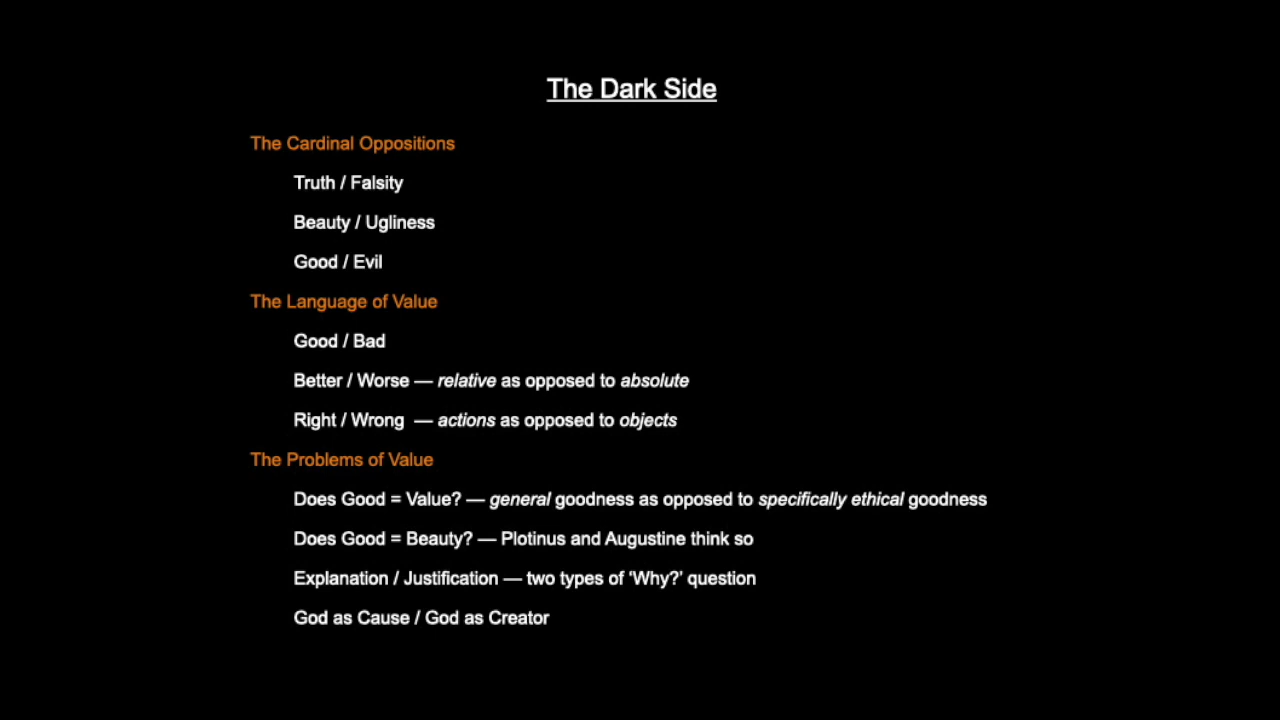 The Dark Side
The Cardinal Oppositions
Truth / Falsity
Beauty / Ugliness
Good / Evil
The Language of Value
Good / Bad
Better / Worse — relative as opposed to absolute
Right / Wrong — actions as opposed to objects
The Problems of Value
Does Good = Value? — general goodness as opposed to specifically ethical goodness
Does Good = Beauty? — Plotinus and Augustine think so
Explanation / Justification — two types of ‘Why?’ question
God as Cause / God as Creator